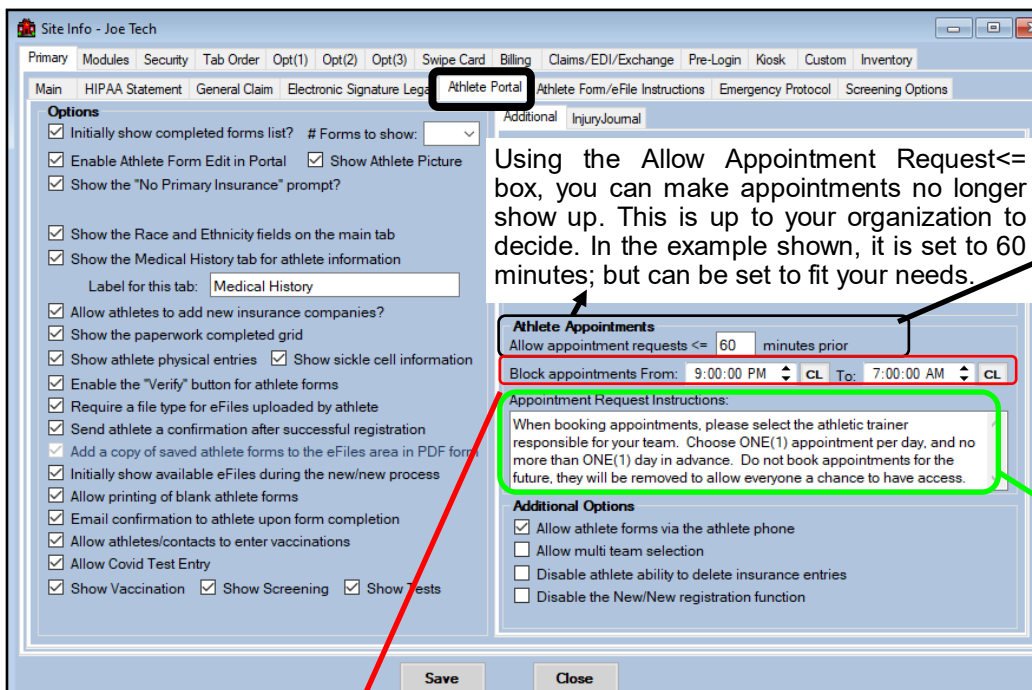 Site Info - Joe Tech
Primary Modules Security Tab Order Opt(1) Opt(2) Opt(3) Swipe Card Billing Claims/EDI/Exchange Pre-Login Kiosk Custom Inventory
Main HIPAA Statement General Claim Electronic Signature Lega Athlete Portal Athlete Form/eFile Instructions Emergency Protocol Screening Options
Options
Initially show completed forms list? # Forms to show:
Enable Athlete Form Edit in Portal Show Athlete Picture
Show the "No Primary Insurance" prompt?
Show the Race and Ethnicity fields on the main tab
Show the Medical History tab for athlete information
Label for this tab: Medical History
Allow athletes to add new insurance companies?
Show the paperwork completed grid
Show athlete physical entries Show sickle cell information
Enable the "Verify" button for athlete forms
Require a file type for eFiles uploaded by athlete
Send athlete a confirmation after successful registration
Add a copy of saved athlete forms to the eFiles area in PDF form
Initially show available eFiles during the new/new process
Allow printing of blank athlete forms
Email confirmation to athlete upon form completion
Allow athletes/contacts to enter vaccinations
Allow Covid Test Entry
Show Vaccination Show Screening Show Tests
Additional InjuryJournal
Using the Allow Appointment Request<=
box, you can make appointments no longer
show up. This is up to your organization to
decide. In the example shown, it is set to 60
minutes; but can be set to fit your needs.
Athlete Appointments
Allow appointment requests <= 60 minutes prior
Block appointments From: 9:00:00 PM CL To: 7:00:00 AM CL
Appointment Request Instructions:
When booking appointments, please select the athletic trainer
responsible for your team. Choose ONE(1) appointment per day, and no
more than ONE(1) day in advance. Do not book appointments for the
future, they will be removed to allow everyone a chance to have access.
Additional Options
Allow athlete forms via the athlete phone
Allow multi team selection
Disable athlete ability to delete insurance entries
Disable the New/New registration function
Save Close